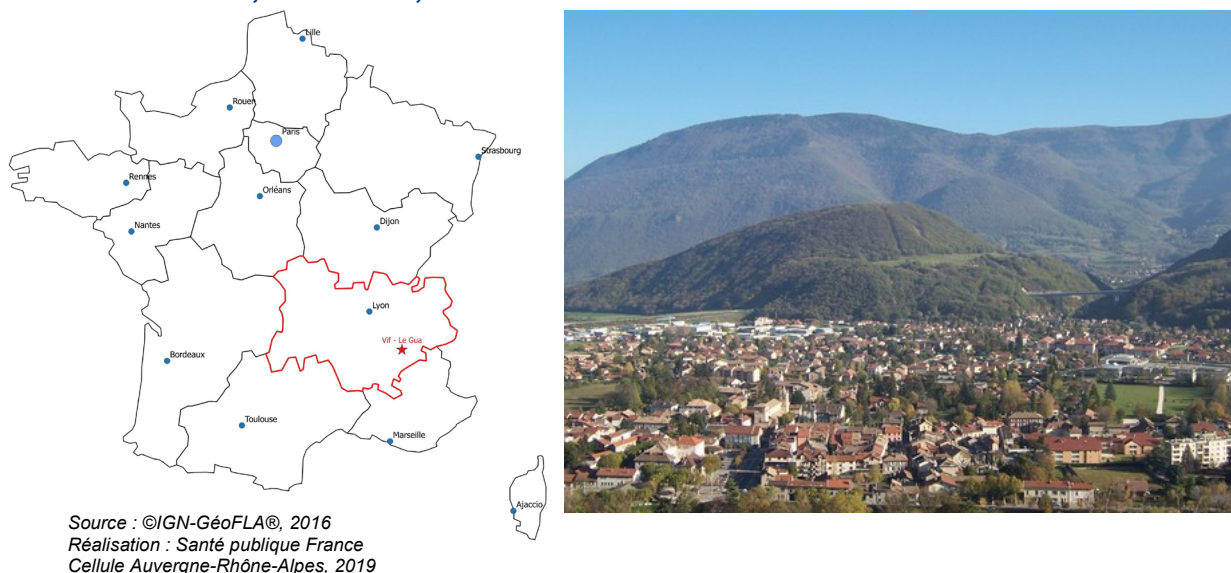 Lille
Rouen
Paris
Strasbourg
Rennes
Orléans
Nantes
Dijon
Lyon
Vif - Le Gua
Bordeaux
Toulouse
Marseille
Ajaccio
Source : ©IGN-GéoFLA®, 2016
Réalisation : Santé publique France
Cellule Auvergne-Rhône-Alpes, 2019